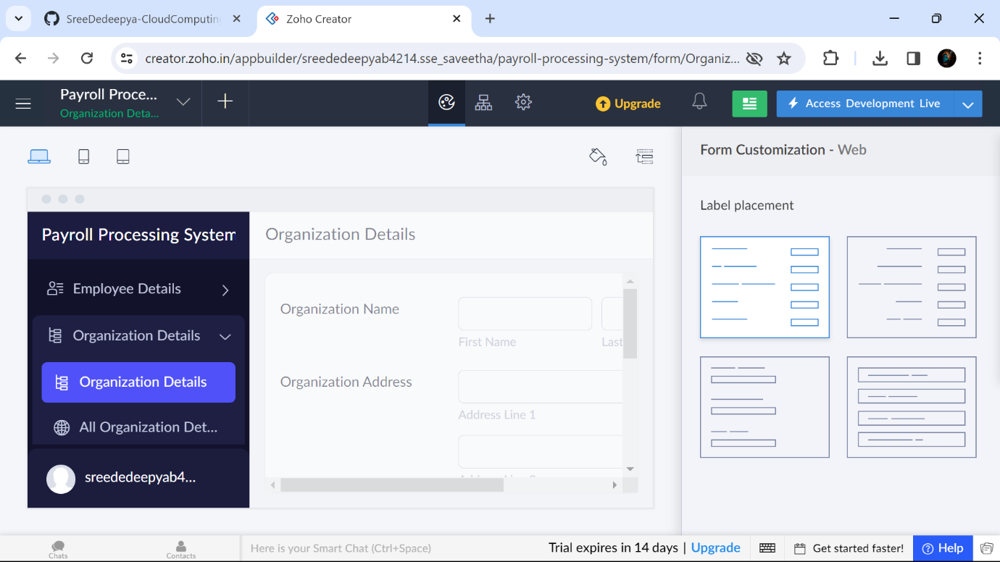 SreeDedeepya-CloudComputing
Zoho Creator
creator.zoho.in/appbuilder/sreededeepyab4214.sse_saveetha/payroll-processing-system/form/Organiz...
Payroll Proce...
Organization Deta...
Upgrade
Access Development Live
Form Customization - Web
Label placement
Payroll Processing System
Organization Details
Employee Details
Organization Name
Organization Details
First Name
Last
Organization Details
Organization Address
Address Line 1
All Organization Det...
sreededeepyab4...
Chats
Contacts
Here is your Smart Chat (Ctrl+Space)
Trial expires in 14 days | Upgrade
Get started faster!
Help